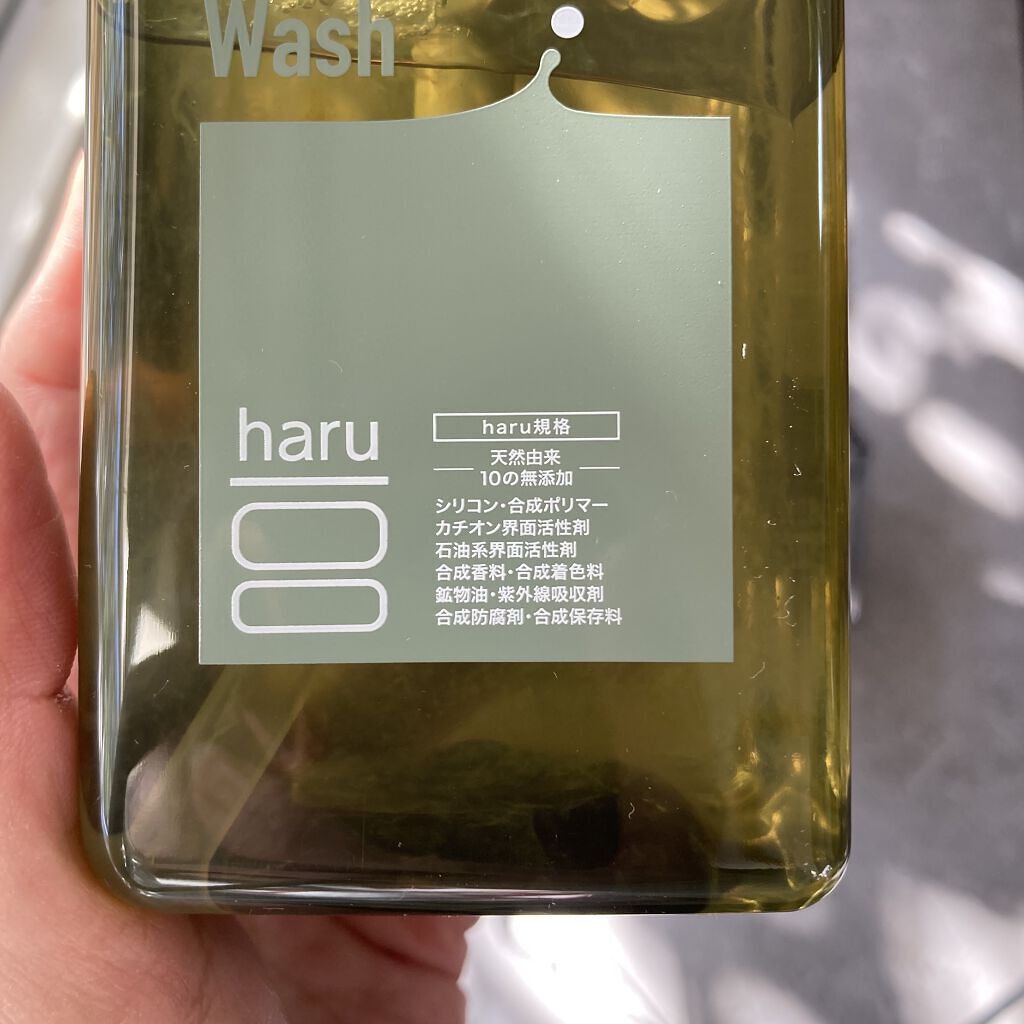 Wash
haru
haru規格
天然由来
10の無添加
シリコン・合成ポリマー
カチオン界面活性剤
石油系界面活性剤
合成香料・合成着色料
鉱物油・紫外線吸収剤
合成防腐剤・合成保存料